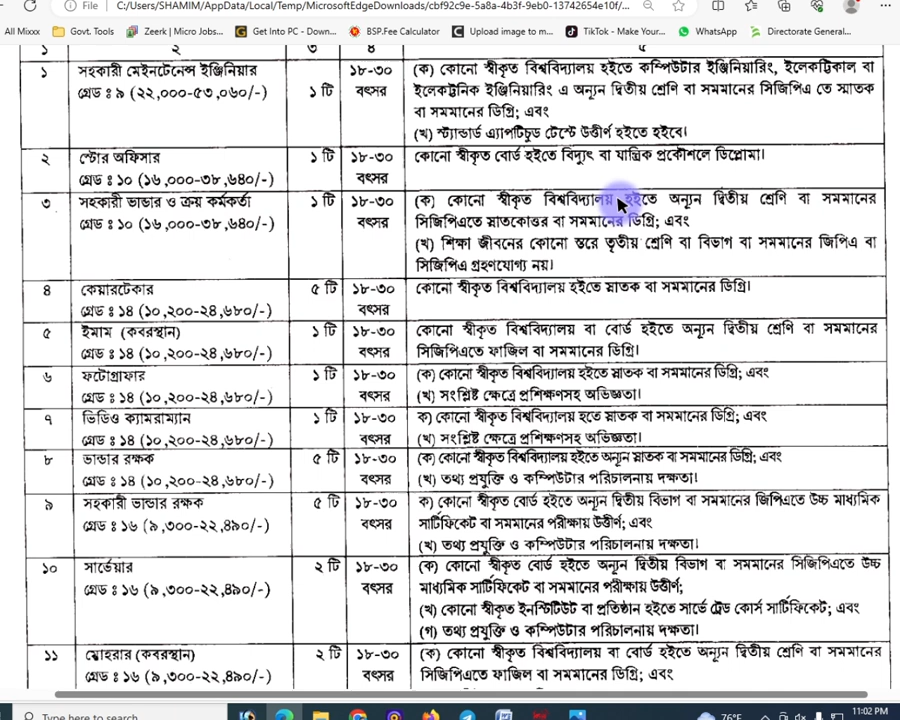 File C:/Users/SHAMIM/AppData/Local/Temp/MicrosoftEdgeDownloads/cbf92c9e-5a8a-4b3f-9eb0-13742654e10f/...
All Mixxx Govt. Tools Zeerk | Micro Jobs... Get Into PC - Down... BSP.Fee Calculator Upload image to m... TikTok - Make Your... WhatsApp Directorate General...
১ ২ ৩ ৪ ৫
১ সহকারী মেইনটেনেন্স ইঞ্জিনিয়ার ১৮-৩০ (ক) কোনো স্বীকৃত বিশ্ববিদ্যালয় হইতে কম্পিউটার ইঞ্জিনিয়ারিং, ইলেকট্রিকাল বা
গ্রেড ঃ ৯ (২২,০০০-৫৩,০৬০/-) ১ টি বৎসর ইলেকট্রনিক ইঞ্জিনিয়ারিং এ অন্যূন দ্বিতীয় শ্রেণি বা সমমানের সিজিপিএ তে স্নাতক
বা সমমানের ডিগ্রি; এবং
(খ) স্ট্যান্ডার্ড এ্যাপটিচুড টেস্টে উত্তীর্ণ হইতে হইবে।
২ স্টোর অফিসার ১ টি ১৮-৩০ কোনো স্বীকৃত বোর্ড হইতে বিদ্যুৎ বা যান্ত্রিক প্রকৌশলে ডিপ্লোমা।
গ্রেড ঃ ১০ (১৬,০০০-৩৮,৬৪০/-) বৎসর
৩ সহকারী ভান্ডার ও ক্রয় কর্মকর্তা ১ টি ১৮-৩০ (ক) কোনো স্বীকৃত বিশ্ববিদ্যালয় হইতে অন্যূন দ্বিতীয় শ্রেণি বা সমমানের
গ্রেড ঃ ১০ (১৬,০০০-৩৮,৬৪০/-) বৎসর সিজিপিএতে স্নাতকোত্তর বা সমমানের ডিগ্রি; এবং
(খ) শিক্ষা জীবনের কোনো স্তরে তৃতীয় শ্রেণি বা বিভাগ বা সমমানের জিপিএ বা
সিজিপিএ গ্রহণযোগ্য নয়।
৪ কেয়ারটেকার ৫ টি ১৮-৩০ কোনো স্বীকৃত বিশ্ববিদ্যালয় হইতে স্নাতক বা সমমানের ডিগ্রি।
গ্রেড ঃ ১৪ (১০,২০০-২৪,৬৮০/-) বৎসর
৫ ইমাম (কবরস্থান) ১ টি ১৮-৩০ কোনো স্বীকৃত বিশ্ববিদ্যালয় বা বোর্ড হইতে অন্যূন দ্বিতীয় শ্রেণি বা সমমানের
গ্রেড ঃ ১৪ (১০,২০০-২৪,৬৮০/-) বৎসর সিজিপিএতে ফাজিল বা সমমানের ডিগ্রি।
৬ ফটোগ্রাফার ১ টি ১৮-৩০ (ক) কোনো স্বীকৃত বিশ্ববিদ্যালয় হইতে স্নাতক বা সমমানের ডিগ্রি; এবং
গ্রেড ঃ ১৪ (১০,২০০-২৪,৬৮০/-) বৎসর (খ) সংশ্লিষ্ট ক্ষেত্রে প্রশিক্ষণসহ অভিজ্ঞতা।
৭ ভিডিও ক্যামরাম্যান ১ টি ১৮-৩০ ক) কোনো স্বীকৃত বিশ্ববিদ্যালয় হতে স্নাতক বা সমমানের ডিগ্রি; এবং
গ্রেড ঃ ১৪ (১০,২০০-২৪,৬৮০/-) বৎসর (খ) সংশ্লিষ্ট ক্ষেত্রে প্রশিক্ষণসহ অভিজ্ঞতা।
৮ ভান্ডার রক্ষক ৫ টি ১৮-৩০ (ক) কোনো স্বীকৃত বিশ্ববিদ্যালয় হইতে অন্যূন স্নাতক বা সমমানের ডিগ্রি; এবং
গ্রেড ঃ ১৪ (১০,২০০-২৪,৬৮০/-) বৎসর (খ) তথ্য প্রযুক্তি ও কম্পিউটার পরিচালনায় দক্ষতা।
৯ সহকারী ভান্ডার রক্ষক ৫ টি ১৮-৩০ ক) কোনো স্বীকৃত বোর্ড হইতে অন্যূন দ্বিতীয় বিভাগ বা সমমানের জিপিএতে উচ্চ মাধ্যমিক
গ্রেড ঃ ১৬ (৯,৩০০-২২,৪৯০/-) বৎসর সার্টিফিকেট বা সমমানের পরীক্ষায় উত্তীর্ণ; এবং
(খ) তথ্য প্রযুক্তি ও কম্পিউটার পরিচালনায় দক্ষতা।
১০ সার্ভেয়ার ২ টি ১৮-৩০ (ক) কোনো স্বীকৃত বোর্ড হইতে অন্যূন দ্বিতীয় বিভাগ বা সমমানের সিজিপিএতে উচ্চ
গ্রেড ঃ ১৬ (৯,৩০০-২২,৪৯০/-) বৎসর মাধ্যমিক সার্টিফিকেট বা সমমানের পরীক্ষায় উত্তীর্ণ;
(খ) কোনো স্বীকৃত ইনস্টিটিউট বা প্রতিষ্ঠান হইতে সার্ভে ট্রেড কোর্স সার্টিফিকেট; এবং
(গ) তথ্য প্রযুক্তি ও কম্পিউটার পরিচালনায় দক্ষতা।
১১ মোহরার (কবরস্থান) ২ টি ১৮-৩০ (ক) কোনো স্বীকৃত বিশ্ববিদ্যালয় বা বোর্ড হইতে অন্যূন দ্বিতীয় শ্রেণি বা সমমানের
গ্রেড ঃ ১৬ (৯,৩০০-২২,৪৯০/-) বৎসর সিজিপিএতে ফাজিল বা সমমানের ডিগ্রি; এবং
Type here to search 76°F 11:02 PM